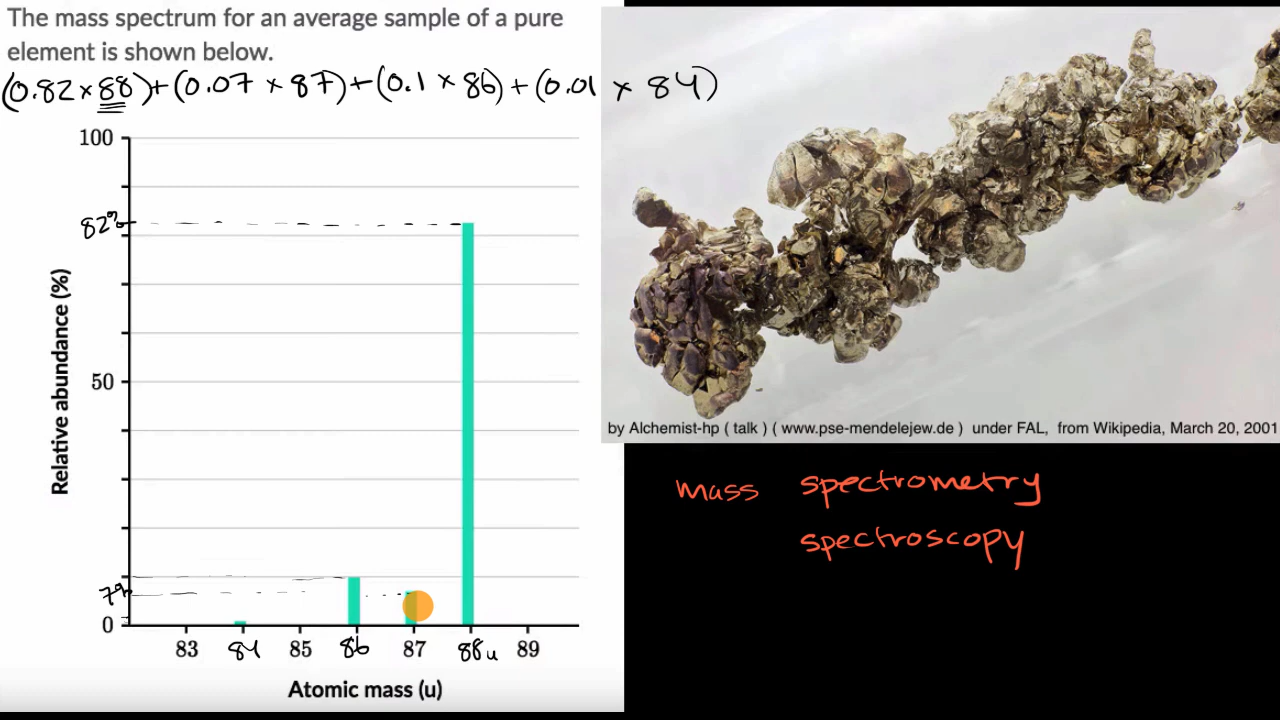 The mass spectrum for an average sample of a pure
element is shown below.
(0.82 × 88) + (0.07 × 87) + (0.1 × 86) + (0.01 × 84)
100
82%
Relative abundance (%)
50
7%
0
83 84 85 86 87 88u 89
Atomic mass (u)
by Alchemist-hp ( talk ) ( www.pse-mendelejew.de ) under FAL, from Wikipedia, March 20, 2001
mass spectrometry
spectroscopy